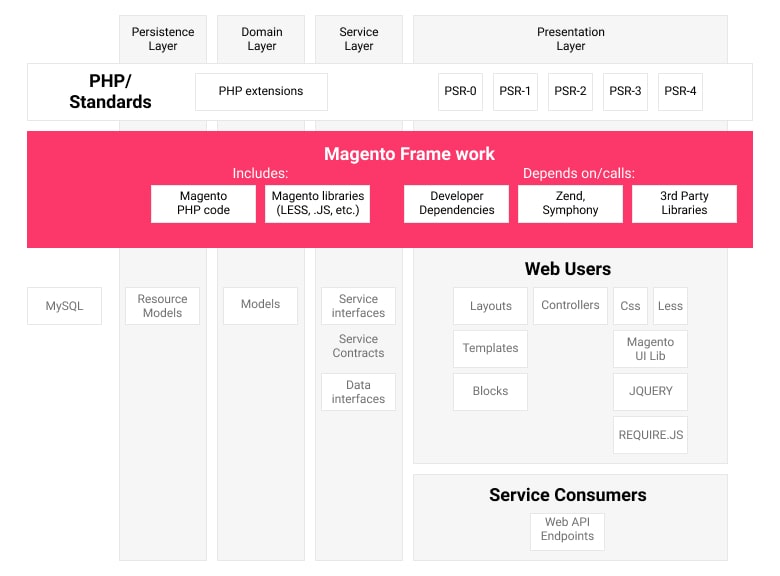 Persistence
Layer
Domain
Layer
Service
Layer
Presentation
Layer
PHP/
Standards
PHP extensions
PSR-0
PSR-1
PSR-2
PSR-3
PSR-4
Magento Frame work
Includes:
Depends on/calls:
Magento
PHP code
Magento libraries
(LESS, .JS, etc.)
Developer
Dependencies
Zend,
Symphony
3rd Party
Libraries
Web Users
MySQL
Resource
Models
Models
Service
interfaces
Service
Contracts
Data
interfaces
Layouts
Controllers
Css
Less
Templates
Magento
UI Lib
Blocks
JQUERY
REQUIRE.JS
Service Consumers
Web API
Endpoints